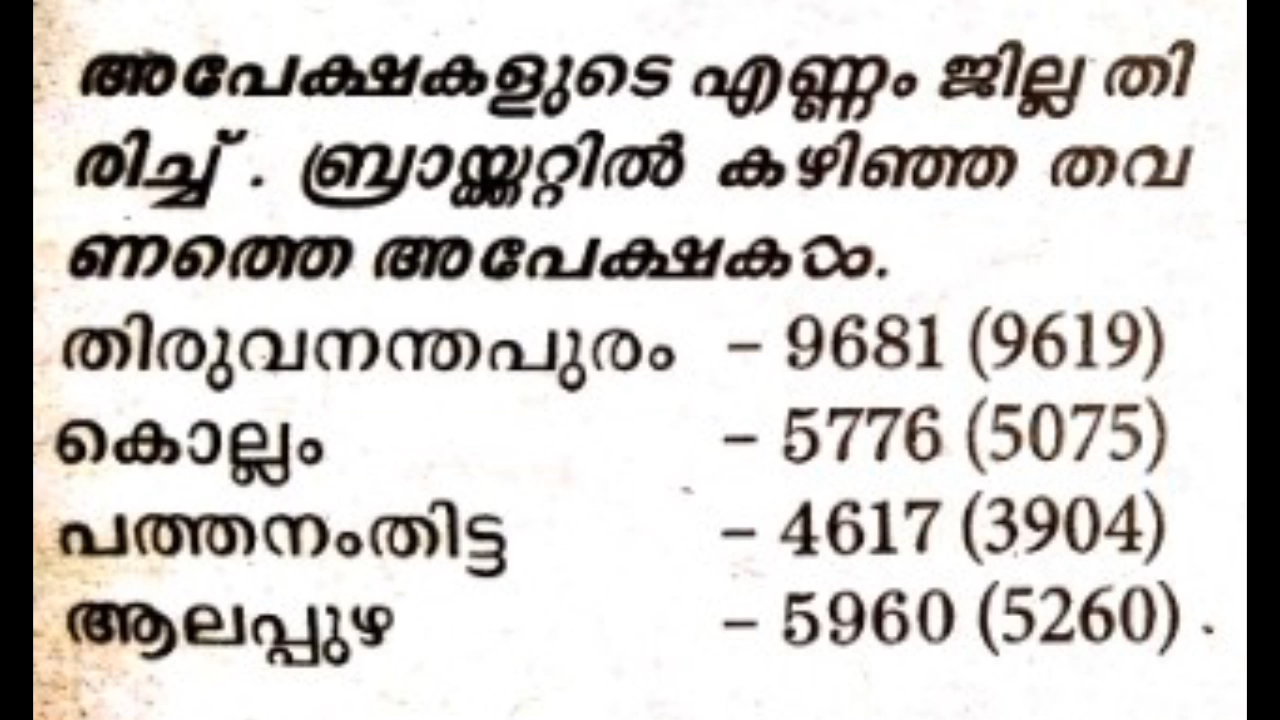 അപേക്ഷകളുടെ എണ്ണം ജില്ല തി
രിച്ച്. ബ്രായ്ക്കറ്റിൽ കഴിഞ്ഞ തവ
ണത്തെ അപേക്ഷകൾ.
തിരുവനന്തപുരം – 9681 (9619)
കൊല്ലം – 5776 (5075)
പത്തനംതിട്ട – 4617 (3904)
ആലപ്പുഴ – 5960 (5260)